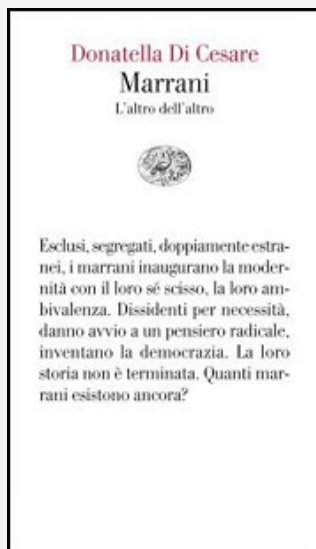 Donatella Di Cesare
Marrani
L'altro dell'altro
Esclusi, segregati, doppiamente estra-
nei, i marrani inaugurano la moder-
nità con il loro sé scisso, la loro am-
bivalenza. Dissidenti per necessità,
danno avvio a un pensiero radicale,
inventano la democrazia. La loro
storia non è terminata. Quanti mar-
rani esistono ancora?